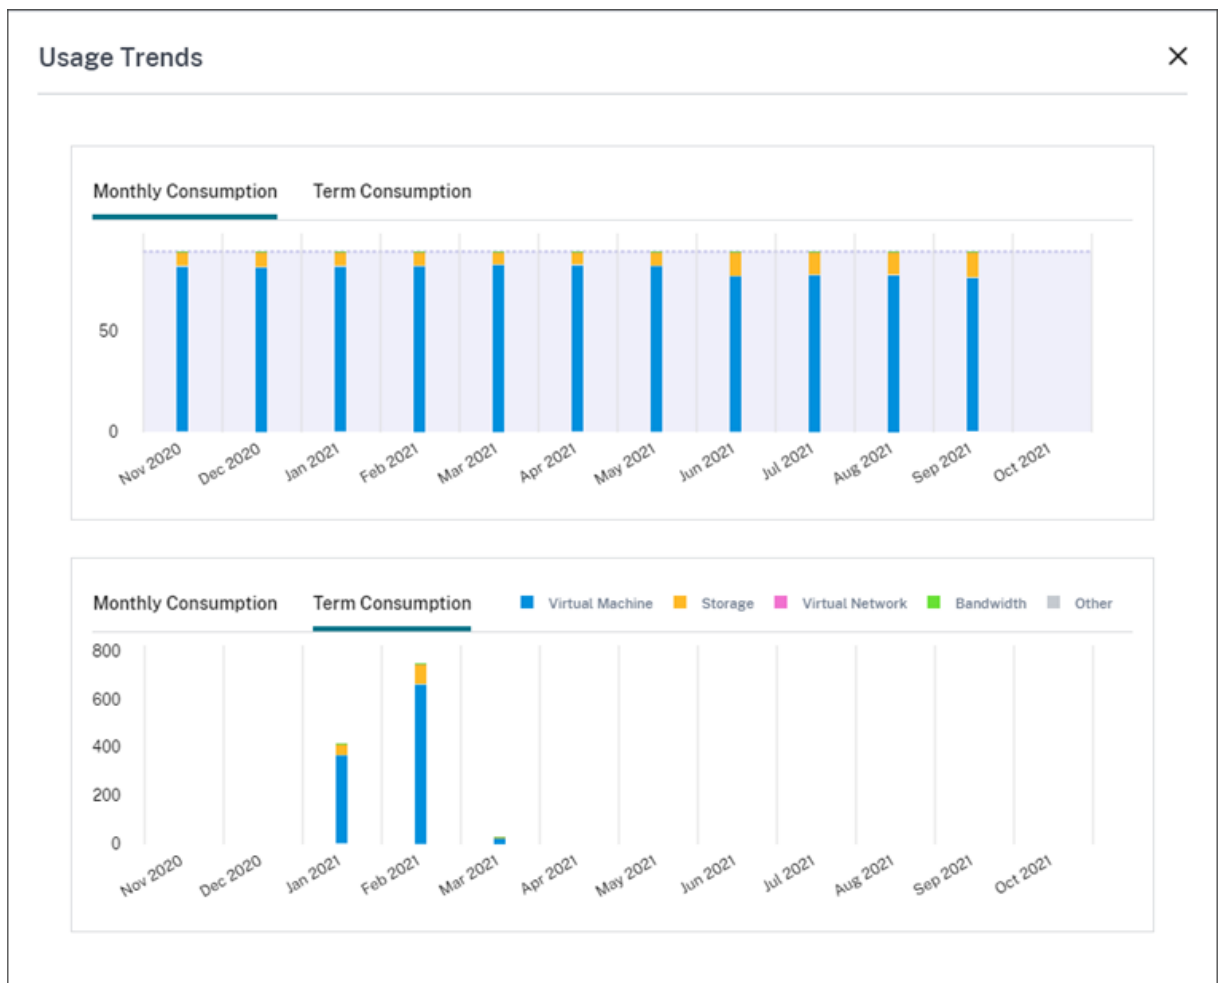 Usage Trends
Monthly Consumption Term Consumption
50
0
Nov 2020 Dec 2020 Jan 2021 Feb 2021 Mar 2021 Apr 2021 May 2021 Jun 2021 Jul 2021 Aug 2021 Sep 2021 Oct 2021
Monthly Consumption Term Consumption Virtual Machine Storage Virtual Network Bandwidth Other
800
600
400
200
0
Nov 2020 Dec 2020 Jan 2021 Feb 2021 Mar 2021 Apr 2021 May 2021 Jun 2021 Jul 2021 Aug 2021 Sep 2021 Oct 2021